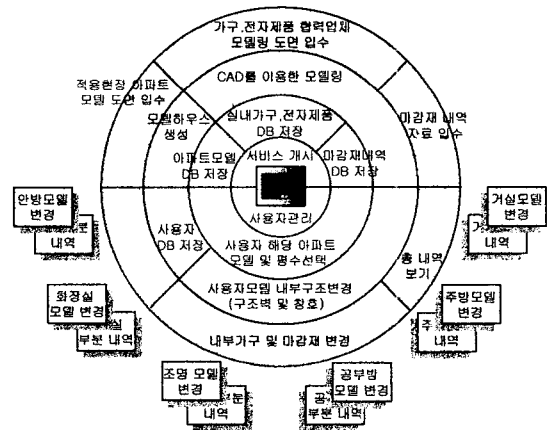 가구,전자제품 협력업체
모델링 도면 입수
적용현장 아파트
모델 도면 입수
CAD를 이용한 모델링
마감재 내역
자료 입수
모델하우스
생성
실내가구,전자제품
DB 저장
아파트모델
DB 저장
서비스 개시
마감재내역
DB 저장
사용자관리
사용자
DB 저장
사용자 해당 아파트
모델 및 평수선택
총 내역
보기
사용자모델 내부구조변경
(구조벽 및 창호)
내부가구 및 마감재 변경
안방모델
변경
내역
거실모델
변경
내역
화장실
모델 변경
실
부분 내역
주방모델
변경
주
내역
조명 모델
변경
분
내역
공부방
모델 변경
공
부분 내역